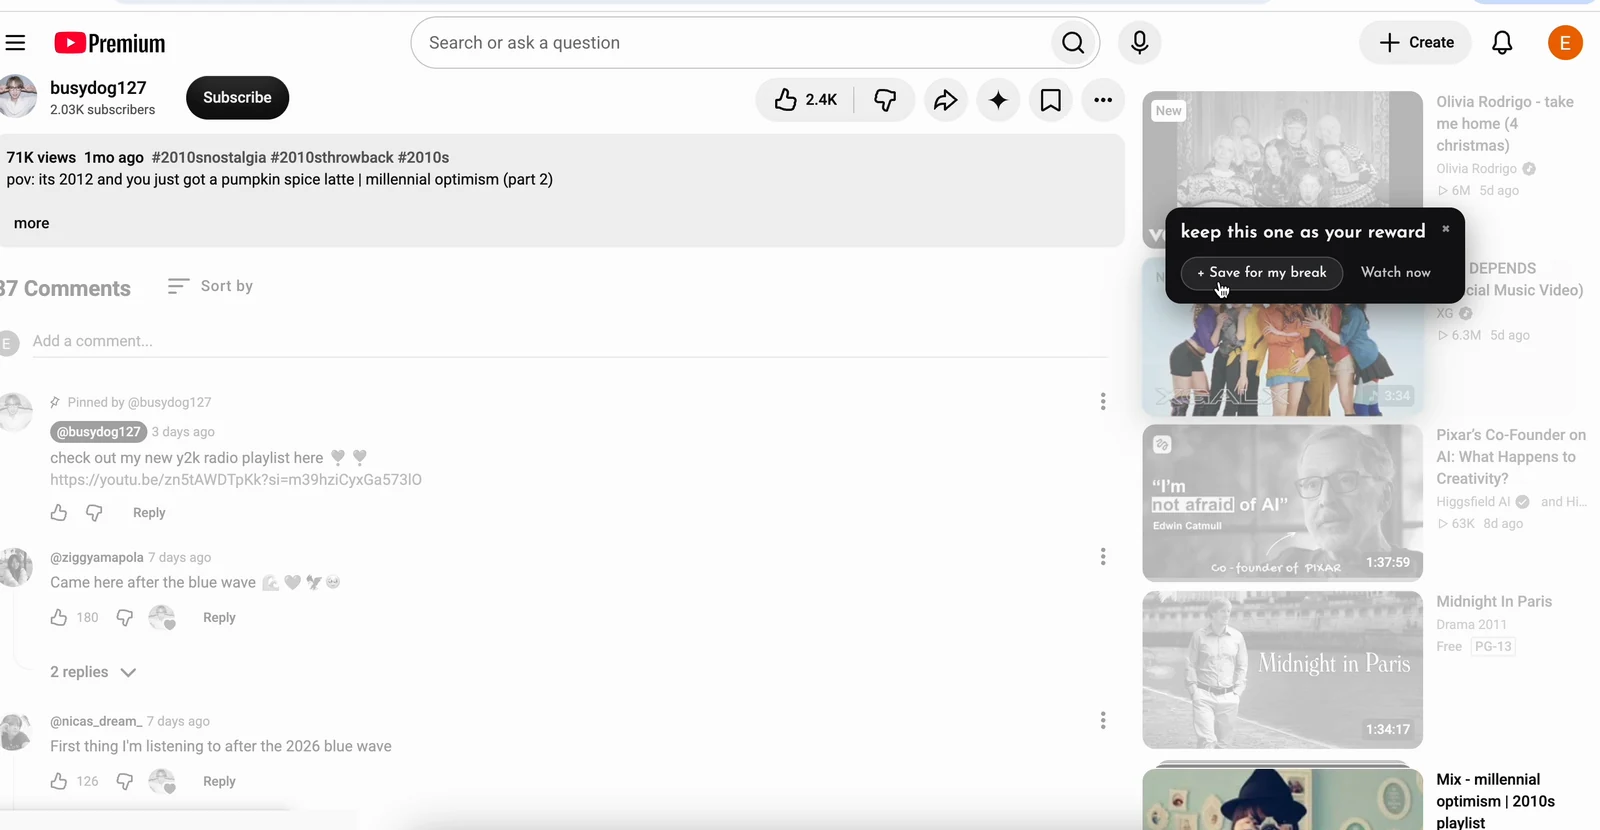 Premium
Search or ask a question
Create
E
busydog127
2.03K subscribers
Subscribe
2.4K
71K views 1mo ago #2010snostalgia #2010sthrowback #2010s
pov: its 2012 and you just got a pumpkin spice latte | millennial optimism (part 2)
more
37 Comments
Sort by
E
Add a comment...
Pinned by @busydog127
@busydog127 3 days ago
check out my new y2k radio playlist here
https://youtu.be/zn5tAWDTpKk?si=m39hziCyxGa573lO
Reply
@ziggyamapola 7 days ago
Came here after the blue wave
180
Reply
2 replies
@nicas_dream_ 7 days ago
First thing I'm listening to after the 2026 blue wave
126
Reply
New
Olivia Rodrigo - take
me home (4
christmas)
Olivia Rodrigo
6M 5d ago
keep this one as your reward ×
+ Save for my break
Watch now
DEPENDS
cial Music Video)
XG
6.3M 5d ago
3:34
"I'm
not afraid of AI"
Edwin Catmull
co-founder of PIXAR
1:37:59
Pixar's Co-Founder on
AI: What Happens to
Creativity?
Higgsfield AI and Hi...
63K 8d ago
Midnight in Paris
1:34:17
Midnight In Paris
Drama 2011
Free PG-13
Mix - millennial
optimism | 2010s
playlist